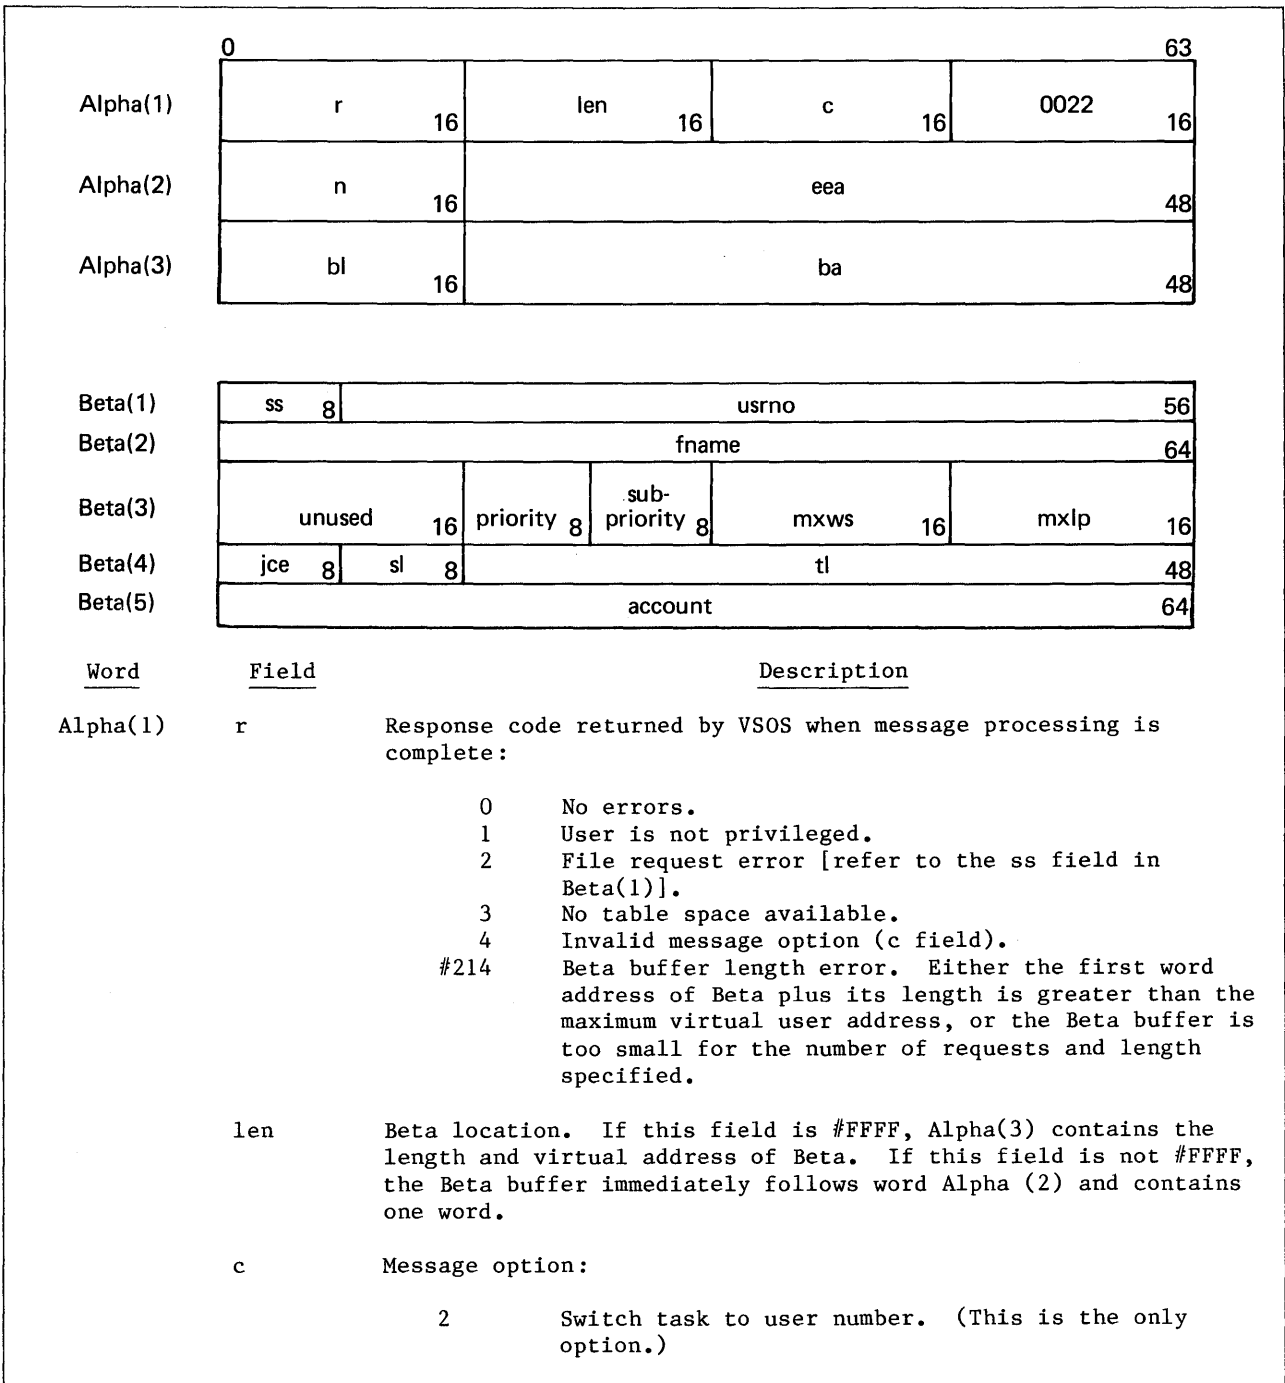 0 63
Alpha(1) r 16 len 16 c 16 0022 16
Alpha(2) n 16 eea 48
Alpha(3) bl 16 ba 48
Beta(1) ss 8 usrno 56
Beta(2) fname 64
Beta(3) unused 16 priority 8 sub-
priority 8 mxws 16 mxlp 16
Beta(4) jce 8 sl 8 tl 48
Beta(5) account 64
Word Field Description
Alpha(1) r Response code returned by VSOS when message processing is
complete:
0 No errors.
1 User is not privileged.
2 File request error [refer to the ss field in
Beta(1)].
3 No table space available.
4 Invalid message option (c field).
#214 Beta buffer length error. Either the first word
address of Beta plus its length is greater than the
maximum virtual user address, or the Beta buffer is
too small for the number of requests and length
specified.
len Beta location. If this field is #FFFF, Alpha(3) contains the
length and virtual address of Beta. If this field is not #FFFF,
the Beta buffer immediately follows word Alpha (2) and contains
one word.
c Message option:
2 Switch task to user number. (This is the only
option.)